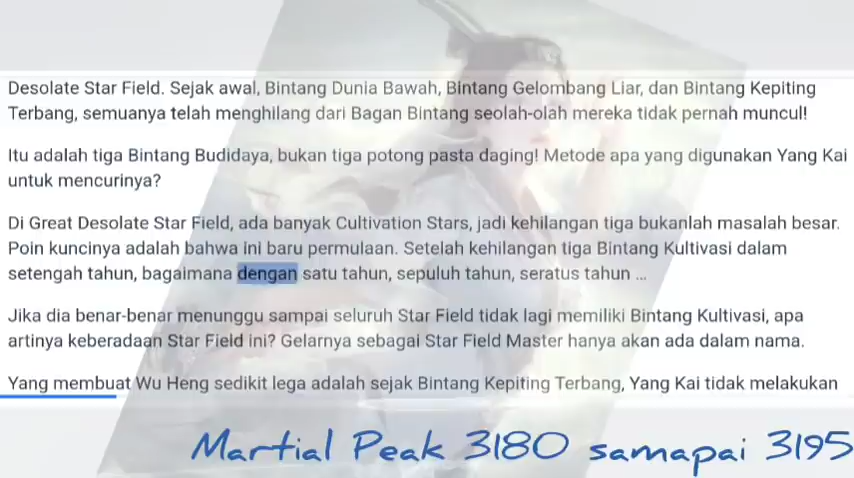 Desolate Star Field. Sejak awal, Bintang Dunia Bawah, Bintang Gelombang Liar, dan Bintang Kepiting
Terbang, semuanya telah menghilang dari Bagan Bintang seolah-olah mereka tidak pernah muncul!
Itu adalah tiga Bintang Budidaya, bukan tiga potong pasta daging! Metode apa yang digunakan Yang Kai
untuk mencurinya?
Di Great Desolate Star Field, ada banyak Cultivation Stars, jadi kehilangan tiga bukanlah masalah besar.
Poin kuncinya adalah bahwa ini baru permulaan. Setelah kehilangan tiga Bintang Kultivasi dalam
setengah tahun, bagaimana dengan satu tahun, sepuluh tahun, seratus tahun ...
Jika dia benar-benar menunggu sampai seluruh Star Field tidak lagi memiliki Bintang Kultivasi, apa
artinya keberadaan Star Field ini? Gelarnya sebagai Star Field Master hanya akan ada dalam nama.
Yang membuat Wu Heng sedikit lega adalah sejak Bintang Kepiting Terbang, Yang Kai tidak melakukan
Martial Peak 3180 samapai 3195